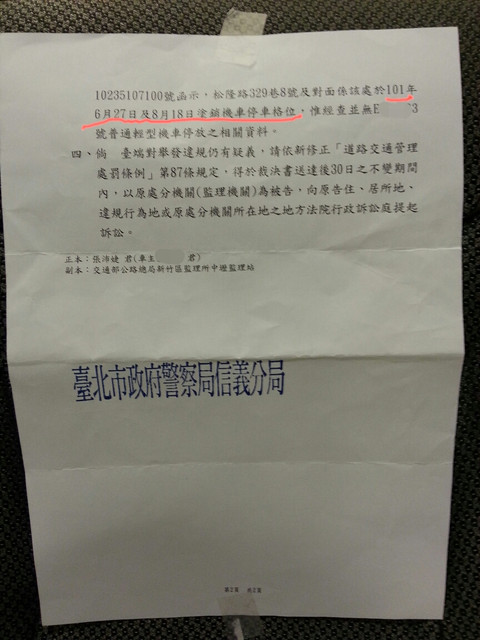 10235107100號函示，松隆路329巷8號及對面係該處於101年
6月27日及8月18日塗銷機車停車格位，惟經查並無E 3
號普通輕型機車停放之相關資料。
四、倘　臺端對舉發違規仍有疑義，請依新修正「道路交通管理
處罰條例」第87條規定，得於裁決書送達後30日之不變期間
內，以原處分機關(監理機關)為被告，向原告住、居所地、
違規行為地或原處分機關所在地之地方法院行政訴訟庭提起
訴訟。
正本：張沛婕 君(車主 君)
副本：交通部公路總局新竹區監理所中壢監理站
臺北市政府警察局信義分局